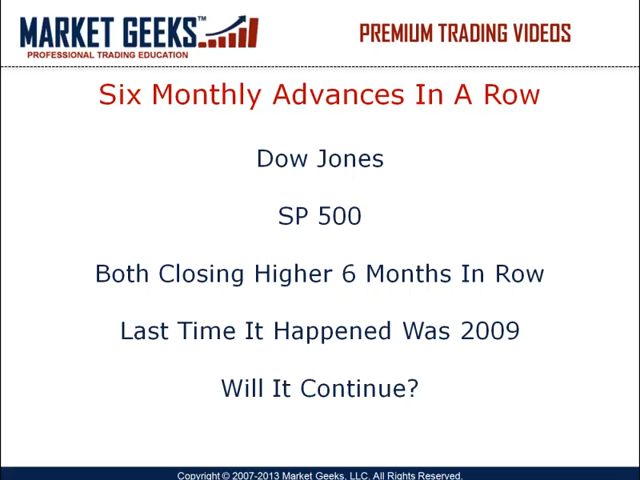 MARKET GEEKS™
PROFESSIONAL TRADING EDUCATION
PREMIUM TRADING VIDEOS
Six Monthly Advances In A Row
Dow Jones
SP 500
Both Closing Higher 6 Months In Row
Last Time It Happened Was 2009
Will It Continue?
Copyright © 2007-2013 Market Geeks, LLC. All Rights Reserved.